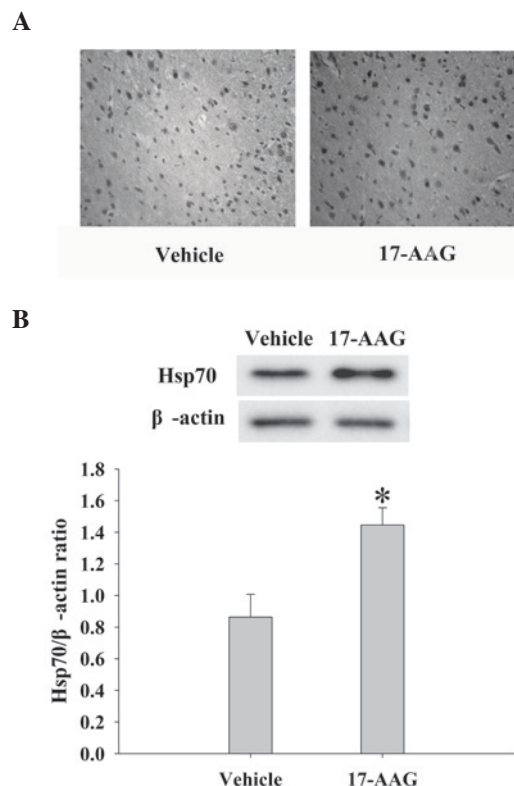 A
Vehicle 17-AAG
B
Vehicle 17-AAG
Hsp70
β -actin
1.8
1.6
1.4
1.2
1.0
0.8
0.6
0.4
0.2
0.0
Hsp70/β -actin ratio
*
Vehicle 17-AAG